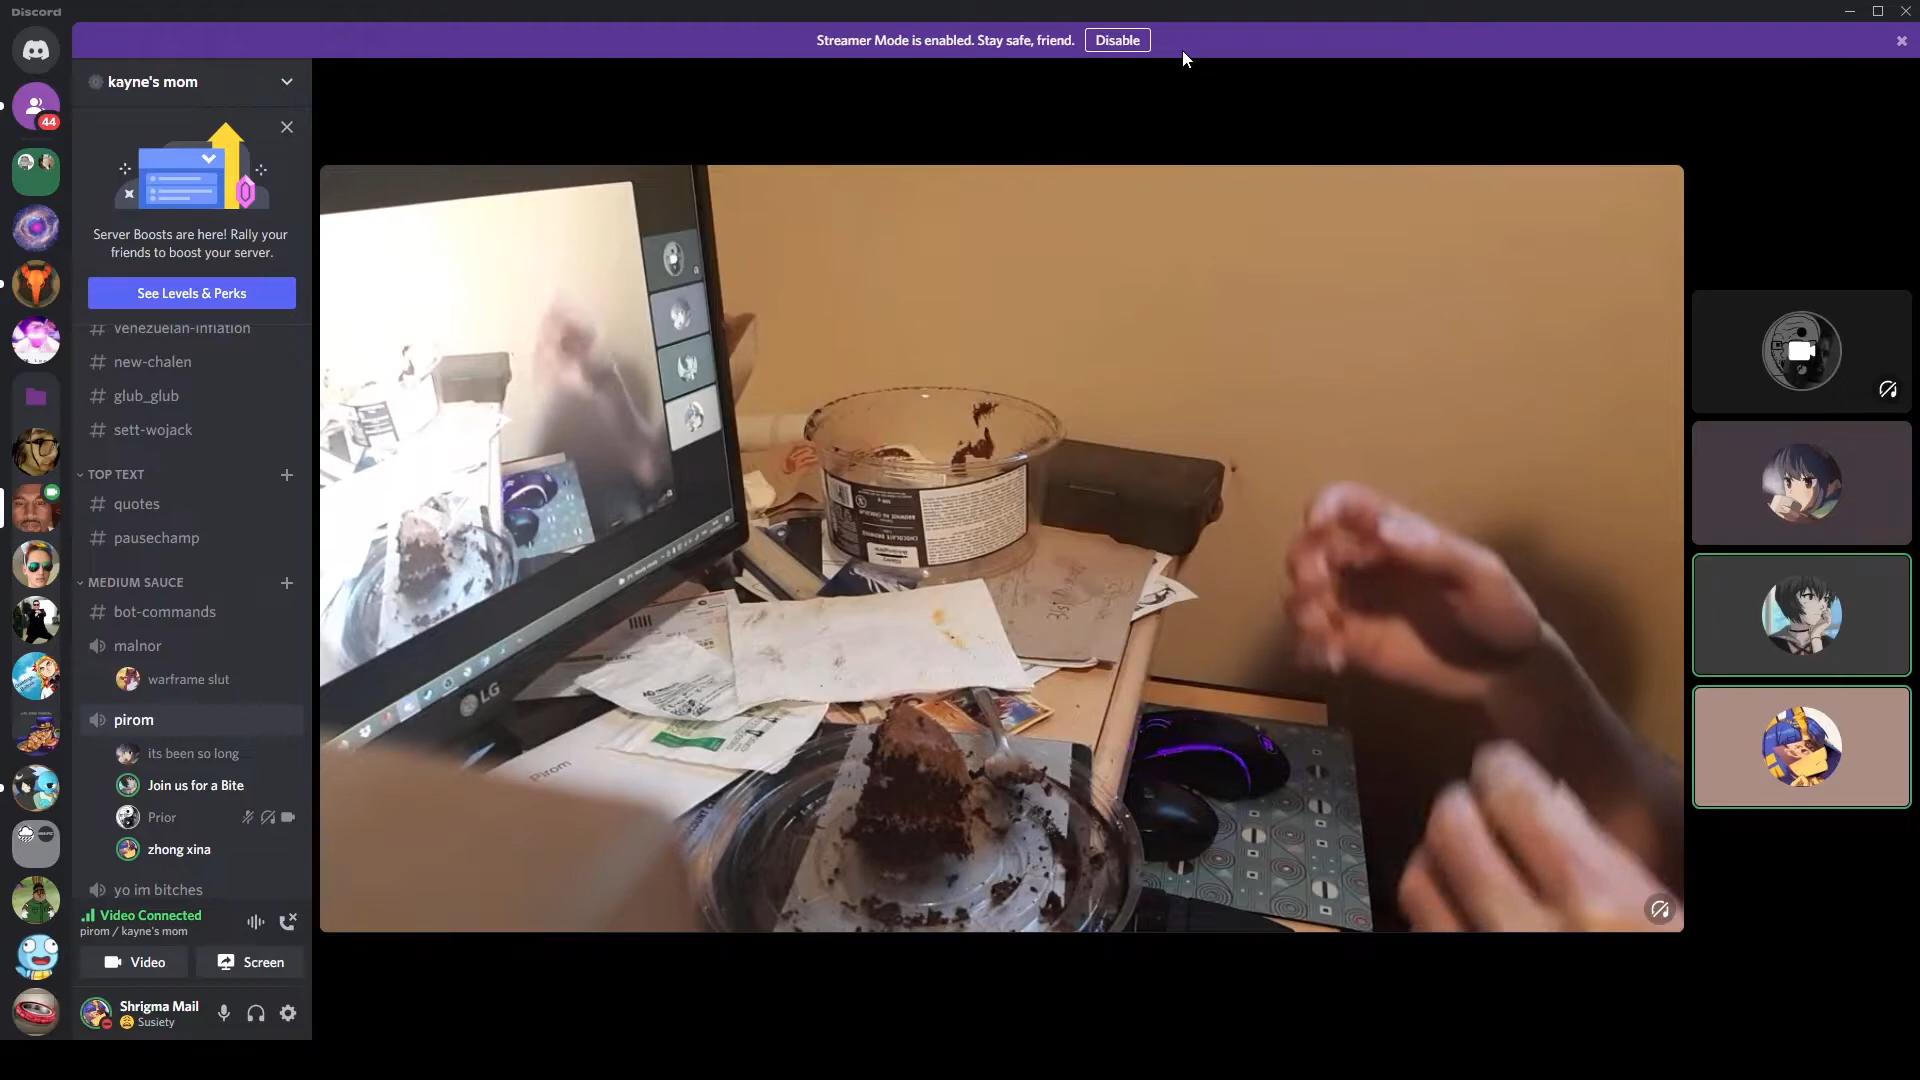 Discord
Streamer Mode is enabled. Stay safe, friend.
Disable
kayne's mom
44
Server Boosts are here! Rally your
friends to boost your server.
See Levels & Perks
venezuelan-inflation
new-chalen
glub_glub
sett-wojack
TOP TEXT
quotes
pausechamp
MEDIUM SAUCE
bot-commands
malnor
warframe slut
pirom
its been so long
Join us for a Bite
Prior
zhong xina
yo im bitches
Video Connected
pirom / kayne's mom
Video
Screen
Shrigma Mail
Susiety
LG
CHOCOLATE BROWNIE
Pirom